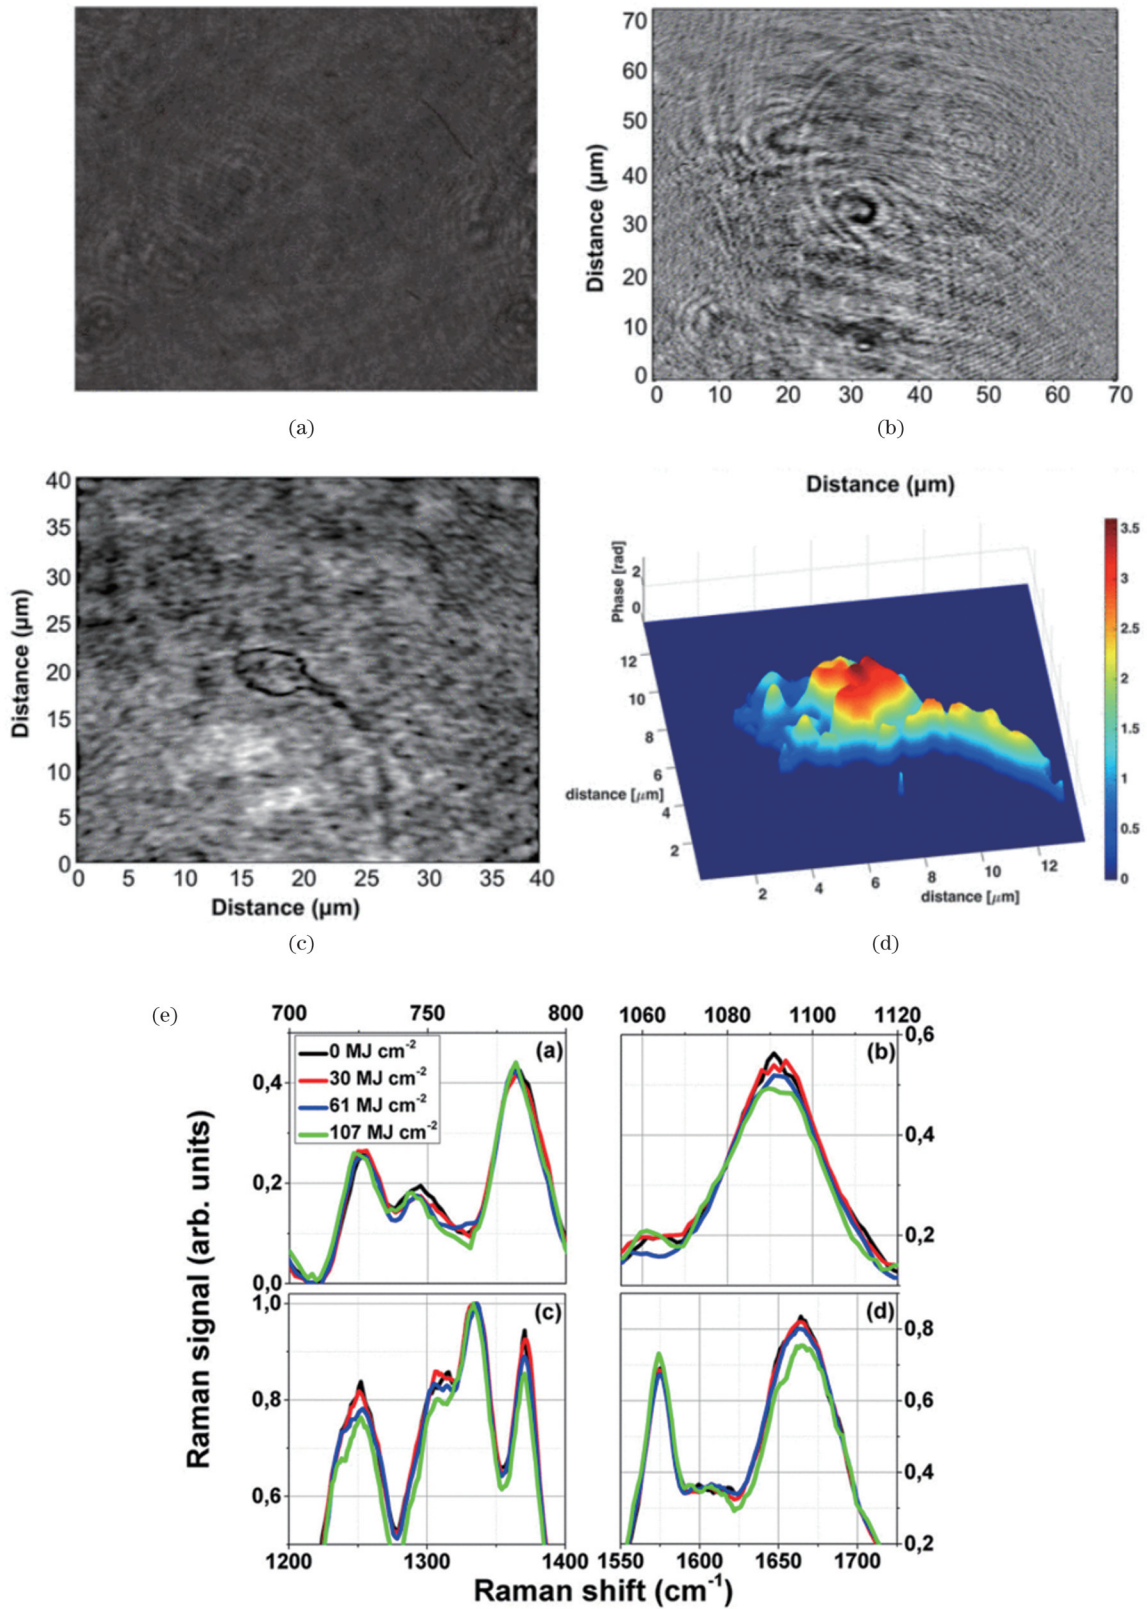 70
60
50
40
30
20
10
0
Distance (µm)
0 10 20 30 40 50 60 70
(a)
(b)
40
35
30
25
20
15
10
5
0
Distance (µm)
0 5 10 15 20 25 30 35 40
Distance (µm)
(c)
Distance (µm)
Phase [rad]
2
0
12
10
8
6
4
2
distance [µm]
2 4 6 8 10 12
distance [µm]
3.5
3
2.5
2
1.5
1
0.5
0
(d)
(e)
700 750 800
1060 1080 1100 1120
(a)
0 MJ cm-2
30 MJ cm-2
61 MJ cm-2
107 MJ cm-2
0,4
0,2
0,0
(b)
0,6
0,4
0,2
Raman signal (arb. units)
(c)
1,0
0,8
0,6
(d)
0,8
0,6
0,4
0,2
1200 1300 1400
1550 1600 1650 1700
Raman shift (cm-1)